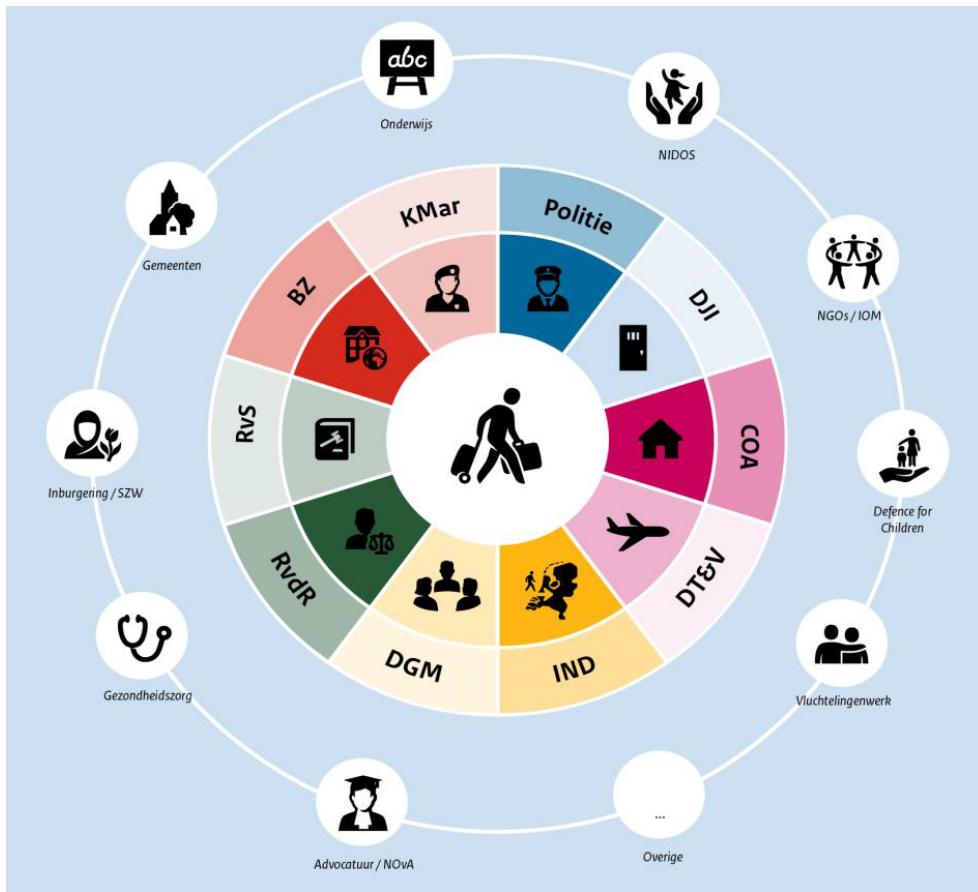 abc
Onderwijs
NIDOS
NGOs / IOM
Defence for
Children
Vluchtelingenwerk
...
Overige
Advocatuur / NOvA
Gezondheidszorg
Inburgering / SZW
Gemeenten
KMar
Politie
DJI
COA
DT&V
IND
DGM
RvdR
RvS
BZ